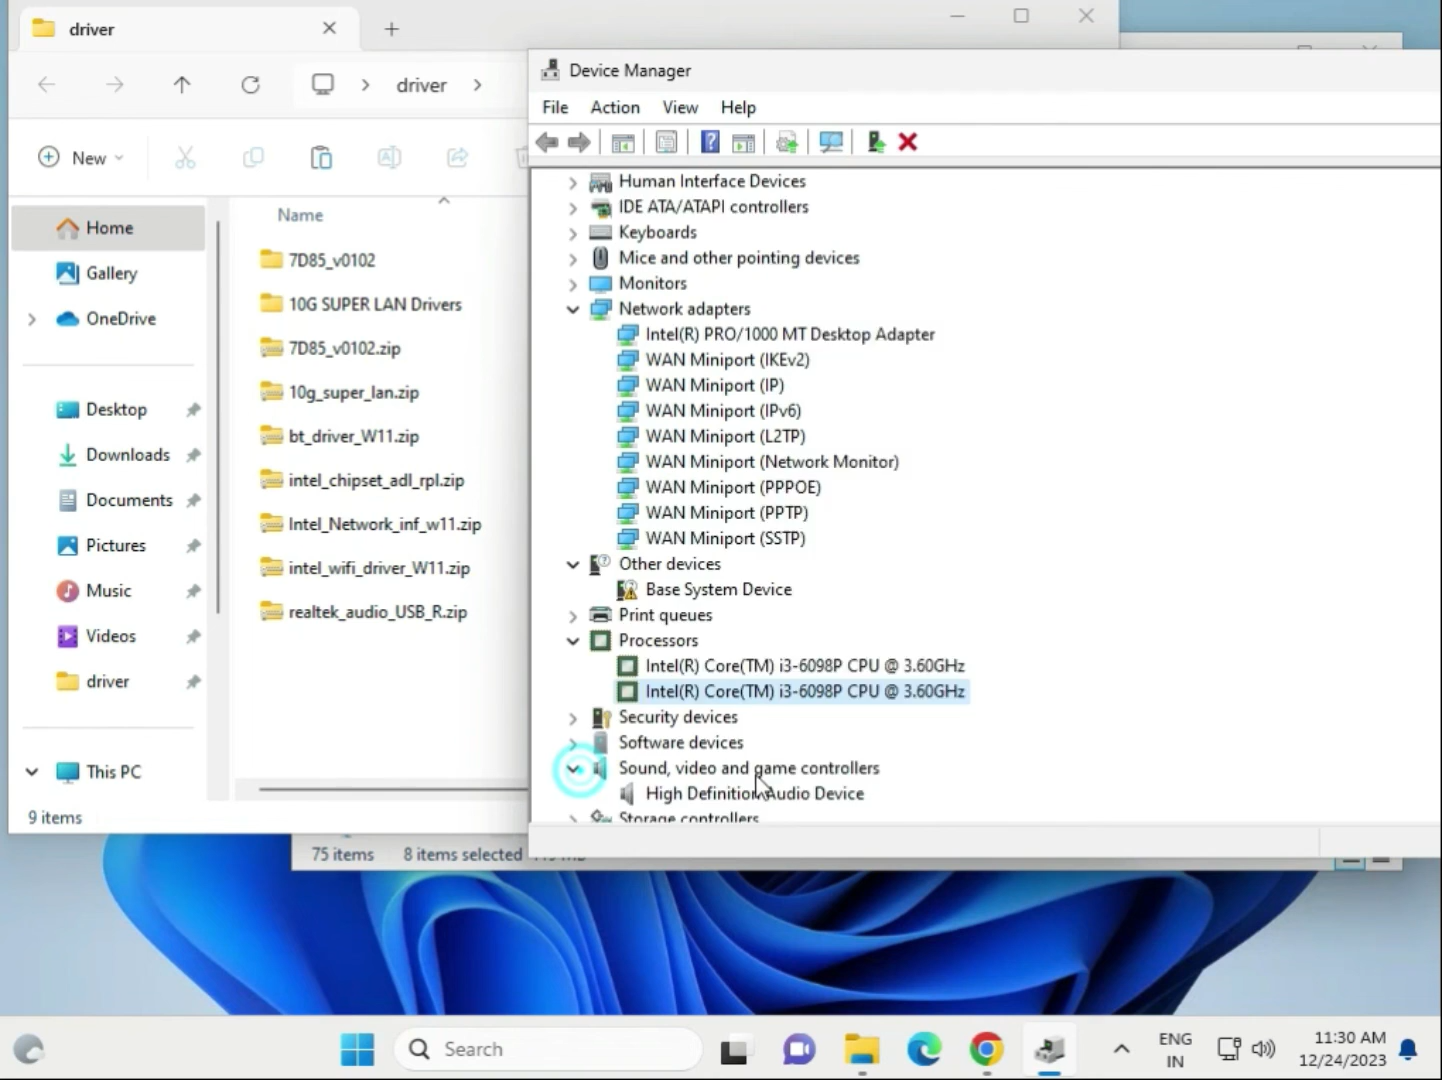 driver
driver
New
Home
Gallery
OneDrive
Desktop
Downloads
Documents
Pictures
Music
Videos
driver
This PC
9 items
Name
7D85_v0102
10G SUPER LAN Drivers
7D85_v0102.zip
10g_super_lan.zip
bt_driver_W11.zip
intel_chipset_adl_rpl.zip
Intel_Network_inf_w11.zip
intel_wifi_driver_W11.zip
realtek_audio_USB_R.zip
Device Manager
File Action View Help
Human Interface Devices
IDE ATA/ATAPI controllers
Keyboards
Mice and other pointing devices
Monitors
Network adapters
Intel(R) PRO/1000 MT Desktop Adapter
WAN Miniport (IKEv2)
WAN Miniport (IP)
WAN Miniport (IPv6)
WAN Miniport (L2TP)
WAN Miniport (Network Monitor)
WAN Miniport (PPPOE)
WAN Miniport (PPTP)
WAN Miniport (SSTP)
Other devices
Base System Device
Print queues
Processors
Intel(R) Core(TM) i3-6098P CPU @ 3.60GHz
Intel(R) Core(TM) i3-6098P CPU @ 3.60GHz
Security devices
Software devices
Sound, video and game controllers
High Definition Audio Device
Storage controllers
75 items 8 items selected
Search
ENG
IN
11:30 AM
12/24/2023